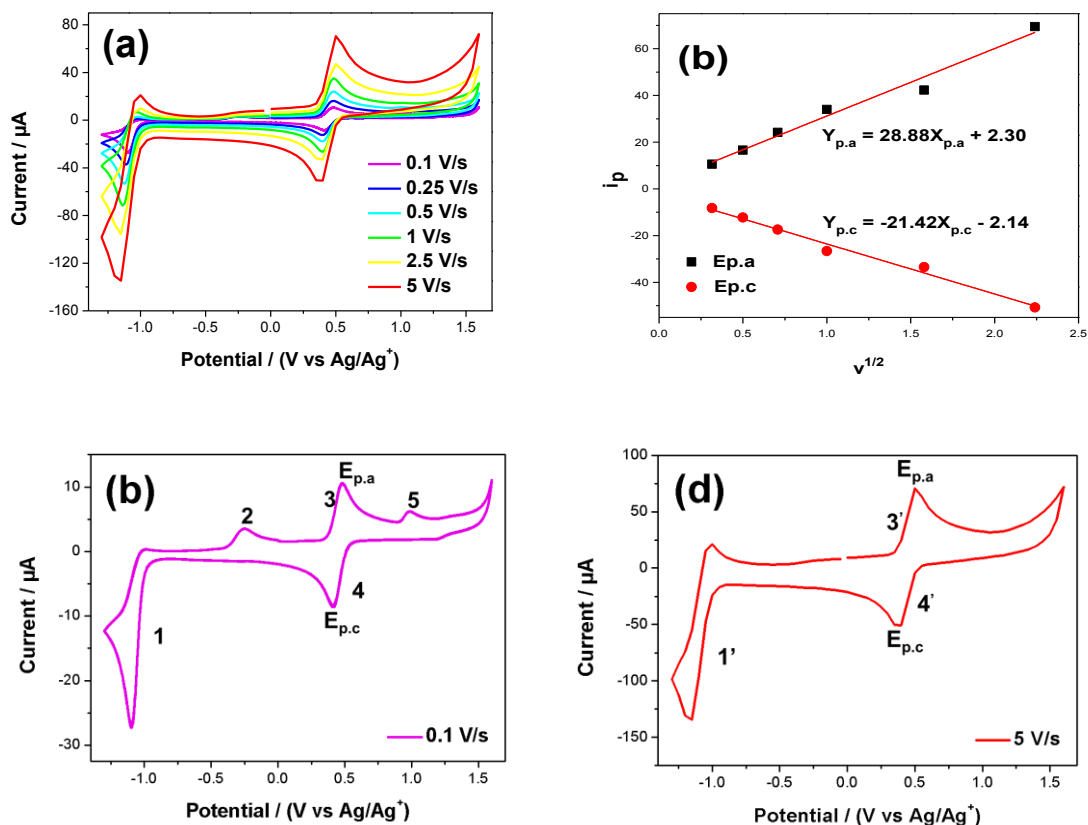 (a)
80
40
0
-40
-80
-120
-160
Current / µA
0.1 V/s
0.25 V/s
0.5 V/s
1 V/s
2.5 V/s
5 V/s
-1.0 -0.5 0.0 0.5 1.0 1.5
Potential / (V vs Ag/Ag⁺)
(b)
60
40
20
0
-20
-40
iₚ
Yp.a = 28.88Xp.a + 2.30
Yp.c = -21.42Xp.c - 2.14
Ep.a
Ep.c
0.0 0.5 1.0 1.5 2.0 2.5
v^1/2
(b)
10
0
-10
-20
-30
Current / µA
Ep.a
2
3
5
4
Ep.c
1
0.1 V/s
-1.0 -0.5 0.0 0.5 1.0 1.5
Potential / (V vs Ag/Ag⁺)
(d)
100
75
50
25
0
-25
-50
-75
-100
-125
-150
Current / µA
Ep.a
3'
4'
Ep.c
1'
5 V/s
-1.0 -0.5 0.0 0.5 1.0 1.5
Potential / (V vs Ag/Ag⁺)